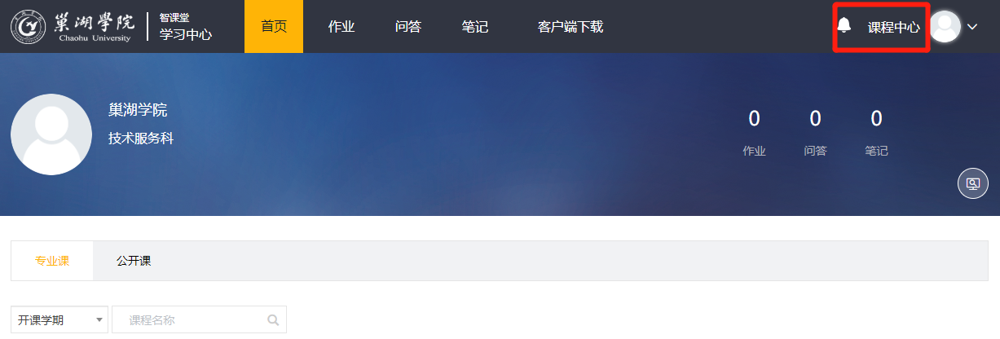 巢湖學院
Chaohu University
智课堂
学习中心
首页
作业
问答
笔记
客户端下载
课程中心
巢湖学院
技术服务科
0
0
0
作业
问答
笔记
专业课
公开课
开课学期
课程名称